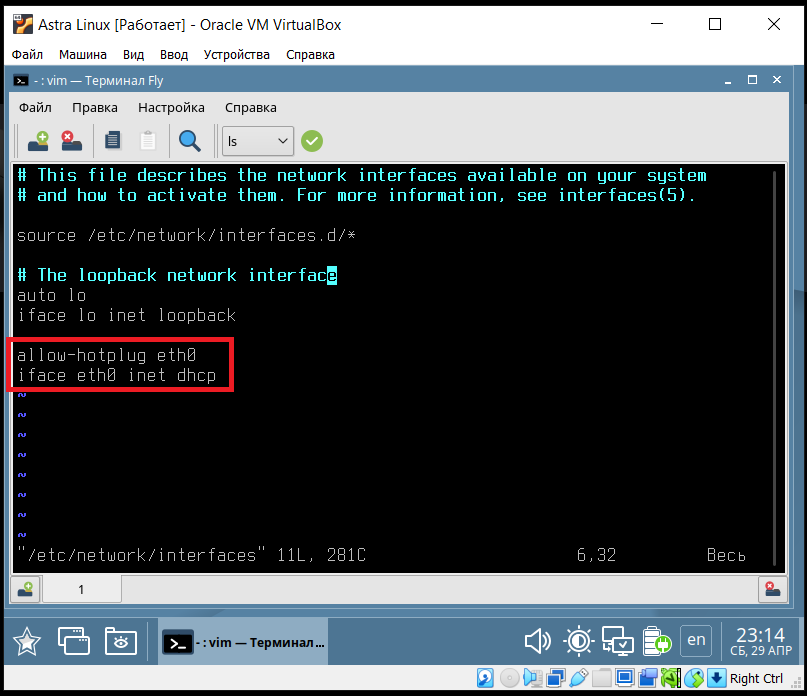 Astra Linux [Работает] - Oracle VM VirtualBox
Файл Машина Вид Ввод Устройства Справка
- : vim — Терминал Fly
Файл Правка Настройка Справка
ls
# This file describes the network interfaces available on your system
# and how to activate them. For more information, see interfaces(5).
source /etc/network/interfaces.d/*
# The loopback network interface
auto lo
iface lo inet loopback
allow-hotplug eth0
iface eth0 inet dhcp
~
~
~
~
~
~
~
~
"/etc/network/interfaces" 11L, 281C 6,32 Весь
1
- : vim — Терминал...
en
23:14
СБ, 29 АПР
Right Ctrl